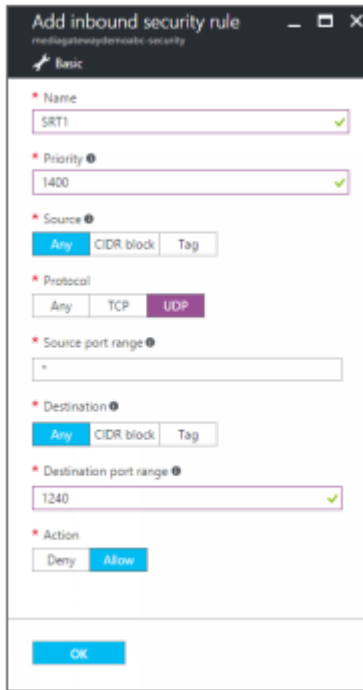 Add inbound security rule
mediagatewaydemoabc-security
Basic
* Name
SRT1
* Priority
1400
* Source
Any CIDR block Tag
* Protocol
Any TCP UDP
* Source port range
*
* Destination
Any CIDR block Tag
* Destination port range
1240
* Action
Deny Allow
OK